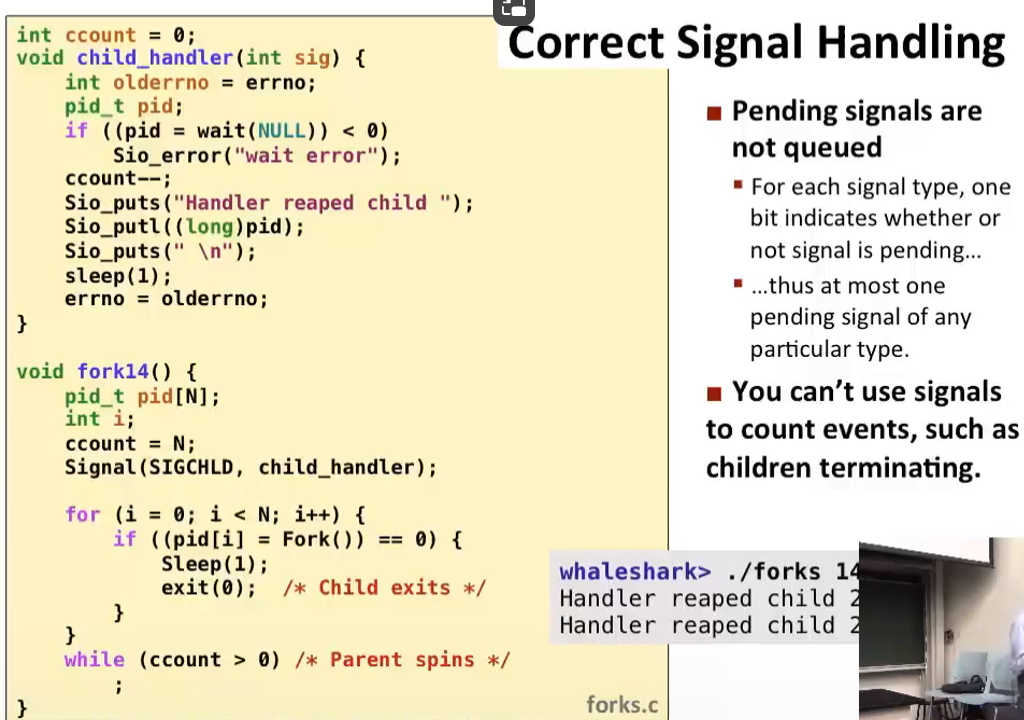 int ccount = 0;
void child_handler(int sig) {
    int olderrno = errno;
    pid_t pid;
    if ((pid = wait(NULL)) < 0)
        Sio_error("wait error");
    ccount--;
    Sio_puts("Handler reaped child ");
    Sio_putl((long)pid);
    Sio_puts(" \n");
    sleep(1);
    errno = olderrno;
}
void fork14() {
    pid_t pid[N];
    int i;
    ccount = N;
    Signal(SIGCHLD, child_handler);
    for (i = 0; i < N; i++) {
        if ((pid[i] = Fork()) == 0) {
            Sleep(1);
            exit(0);  /* Child exits */
        }
    }
    while (ccount > 0) /* Parent spins */
        ;
}
forks.c
Correct Signal Handling
Pending signals are
not queued
For each signal type, one
bit indicates whether or
not signal is pending…
…thus at most one
pending signal of any
particular type.
You can't use signals
to count events, such as
children terminating.
whaleshark> ./forks 14
Handler reaped child 2
Handler reaped child 2